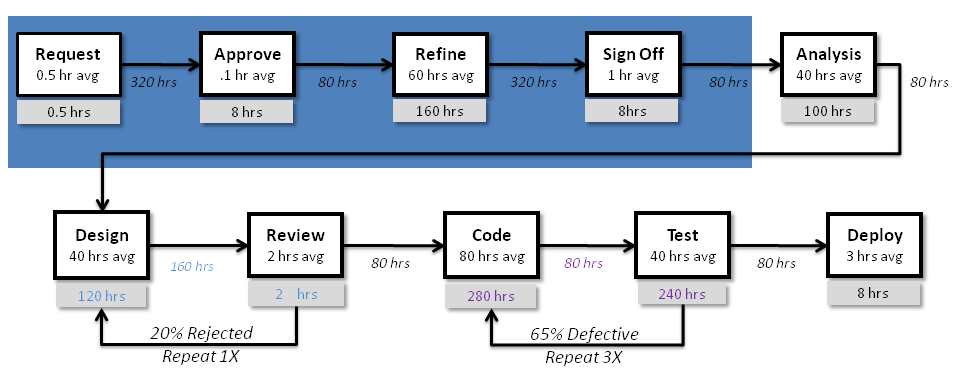 Request
0.5 hr avg
0.5 hrs
320 hrs
Approve
.1 hr avg
8 hrs
80 hrs
Refine
60 hrs avg
160 hrs
320 hrs
Sign Off
1 hr avg
8hrs
80 hrs
Analysis
40 hrs avg
100 hrs
80 hrs
Design
40 hrs avg
120 hrs
160 hrs
Review
2 hrs avg
2 hrs
80 hrs
Code
80 hrs avg
280 hrs
80 hrs
Test
40 hrs avg
240 hrs
80 hrs
Deploy
3 hrs avg
8 hrs
20% Rejected
Repeat 1X
65% Defective
Repeat 3X